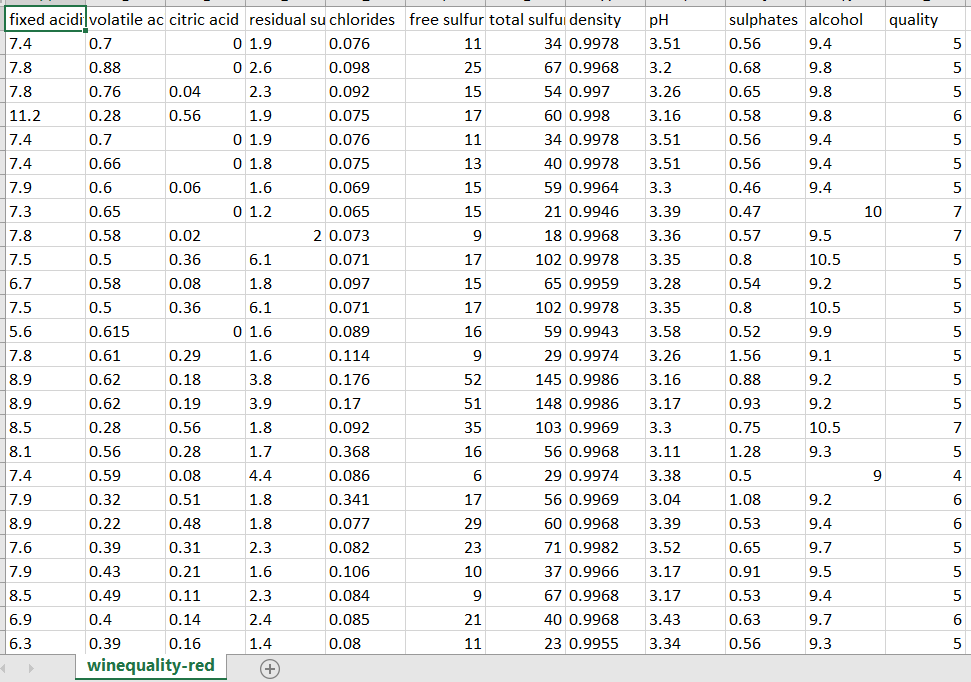 fixed acidi volatile ac citric acid residual su chlorides free sulfur total sulfur density pH sulphates alcohol quality
7.4 0.7 0 1.9 0.076 11 34 0.9978 3.51 0.56 9.4 5
7.8 0.88 0 2.6 0.098 25 67 0.9968 3.2 0.68 9.8 5
7.8 0.76 0.04 2.3 0.092 15 54 0.997 3.26 0.65 9.8 5
11.2 0.28 0.56 1.9 0.075 17 60 0.998 3.16 0.58 9.8 6
7.4 0.7 0 1.9 0.076 11 34 0.9978 3.51 0.56 9.4 5
7.4 0.66 0 1.8 0.075 13 40 0.9978 3.51 0.56 9.4 5
7.9 0.6 0.06 1.6 0.069 15 59 0.9964 3.3 0.46 9.4 5
7.3 0.65 0 1.2 0.065 15 21 0.9946 3.39 0.47 10 7
7.8 0.58 0.02 2 0.073 9 18 0.9968 3.36 0.57 9.5 7
7.5 0.5 0.36 6.1 0.071 17 102 0.9978 3.35 0.8 10.5 5
6.7 0.58 0.08 1.8 0.097 15 65 0.9959 3.28 0.54 9.2 5
7.5 0.5 0.36 6.1 0.071 17 102 0.9978 3.35 0.8 10.5 5
5.6 0.615 0 1.6 0.089 16 59 0.9943 3.58 0.52 9.9 5
7.8 0.61 0.29 1.6 0.114 9 29 0.9974 3.26 1.56 9.1 5
8.9 0.62 0.18 3.8 0.176 52 145 0.9986 3.16 0.88 9.2 5
8.9 0.62 0.19 3.9 0.17 51 148 0.9986 3.17 0.93 9.2 5
8.5 0.28 0.56 1.8 0.092 35 103 0.9969 3.3 0.75 10.5 7
8.1 0.56 0.28 1.7 0.368 16 56 0.9968 3.11 1.28 9.3 5
7.4 0.59 0.08 4.4 0.086 6 29 0.9974 3.38 0.5 9 4
7.9 0.32 0.51 1.8 0.341 17 56 0.9969 3.04 1.08 9.2 6
8.9 0.22 0.48 1.8 0.077 29 60 0.9968 3.39 0.53 9.4 6
7.6 0.39 0.31 2.3 0.082 23 71 0.9982 3.52 0.65 9.7 5
7.9 0.43 0.21 1.6 0.106 10 37 0.9966 3.17 0.91 9.5 5
8.5 0.49 0.11 2.3 0.084 9 67 0.9968 3.17 0.53 9.4 5
6.9 0.4 0.14 2.4 0.085 21 40 0.9968 3.43 0.63 9.7 6
6.3 0.39 0.16 1.4 0.08 11 23 0.9955 3.34 0.56 9.3 5
winequality-red